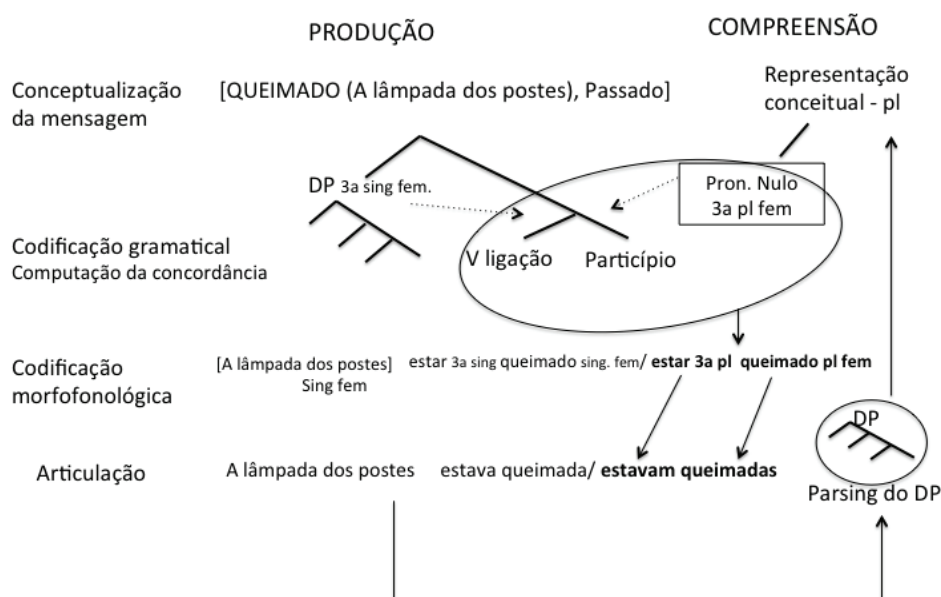 PRODUÇÃO
COMPREENSÃO
Conceptualização
da mensagem
[QUEIMADO (A lâmpada dos postes), Passado]
Representação
conceitual - pl
DP 3a sing fem.
Pron. Nulo
3a pl fem
V ligação
Particípio
Codificação gramatical
Computação da concordância
Codificação
morfofonológica
[A lâmpada dos postes]
Sing fem
estar 3a sing queimado sing. fem/ estar 3a pl queimado pl fem
DP
Parsing do DP
Articulação
A lâmpada dos postes
estava queimada/ estavam queimadas